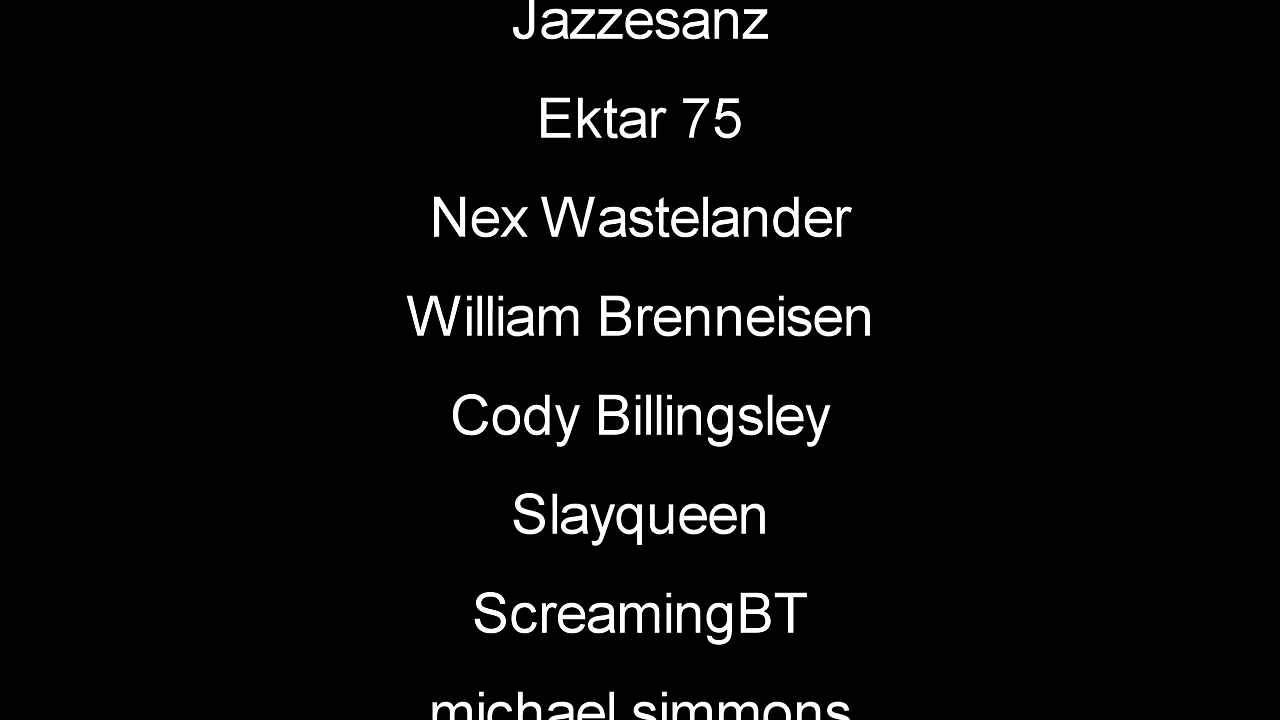 Jazzesanz
Ektar 75
Nex Wastelander
William Brenneisen
Cody Billingsley
Slayqueen
ScreamingBT
michael simmons